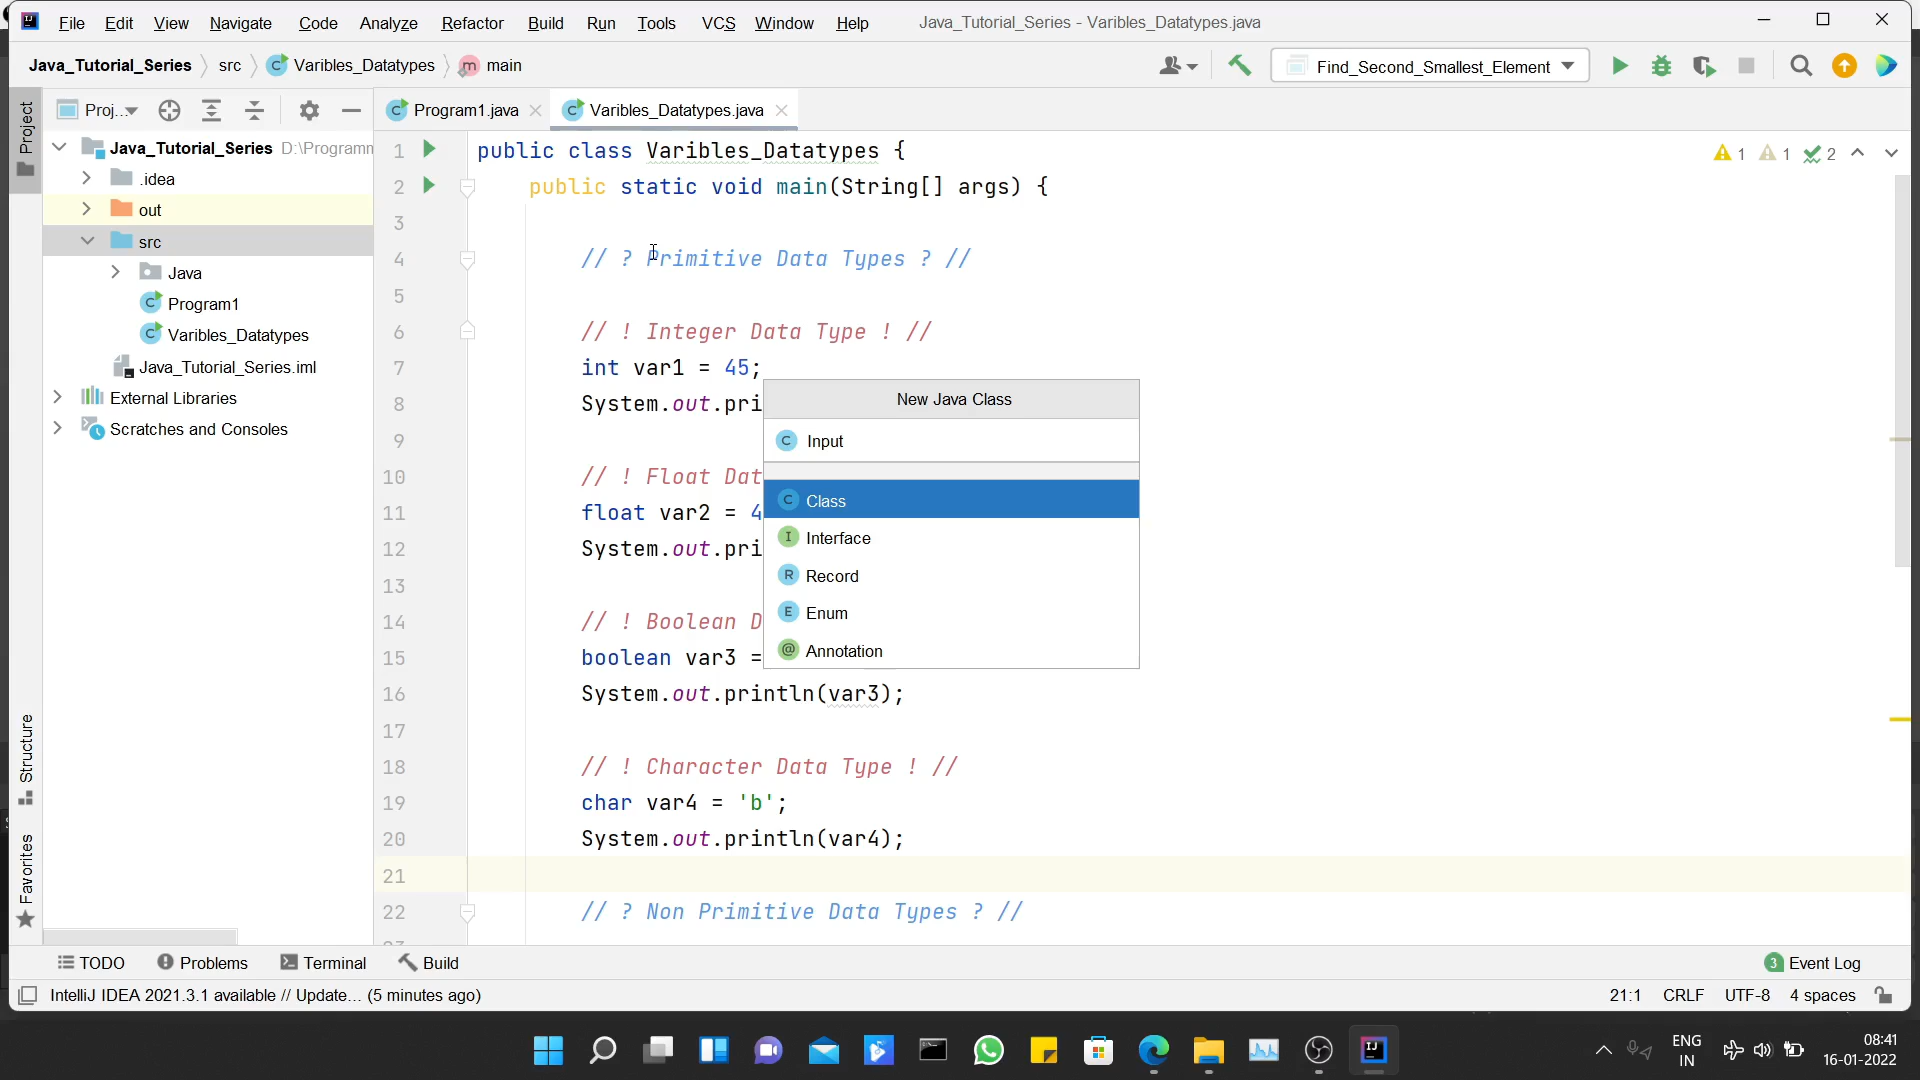 File Edit View Navigate Code Analyze Refactor Build Run Tools VCS Window Help Java_Tutorial_Series - Varibles_Datatypes.java
Java_Tutorial_Series src Varibles_Datatypes main Find_Second_Smallest_Element
Project
Proj...
Program1.java Varibles_Datatypes.java
Java_Tutorial_Series D:\Programm
.idea
out
src
Java
Program1
Varibles_Datatypes
Java_Tutorial_Series.iml
External Libraries
Scratches and Consoles
Structure
Favorites
1 public class Varibles_Datatypes {
1 1 2
2 public static void main(String[] args) {
3
4 // ? Primitive Data Types ? //
5
6 // ! Integer Data Type ! //
7 int var1 = 45;
8 System.out.pri
9
10 // ! Float Dat
11 float var2 = 4
12 System.out.pri
13
14 // ! Boolean D
15 boolean var3 =
16 System.out.println(var3);
17
18 // ! Character Data Type ! //
19 char var4 = 'b';
20 System.out.println(var4);
21
22 // ? Non Primitive Data Types ? //
New Java Class
Input
Class
Interface
Record
Enum
Annotation
TODO Problems Terminal Build 3 Event Log
IntelliJ IDEA 2021.3.1 available // Update... (5 minutes ago) 21:1 CRLF UTF-8 4 spaces
ENG
IN
08:41
16-01-2022